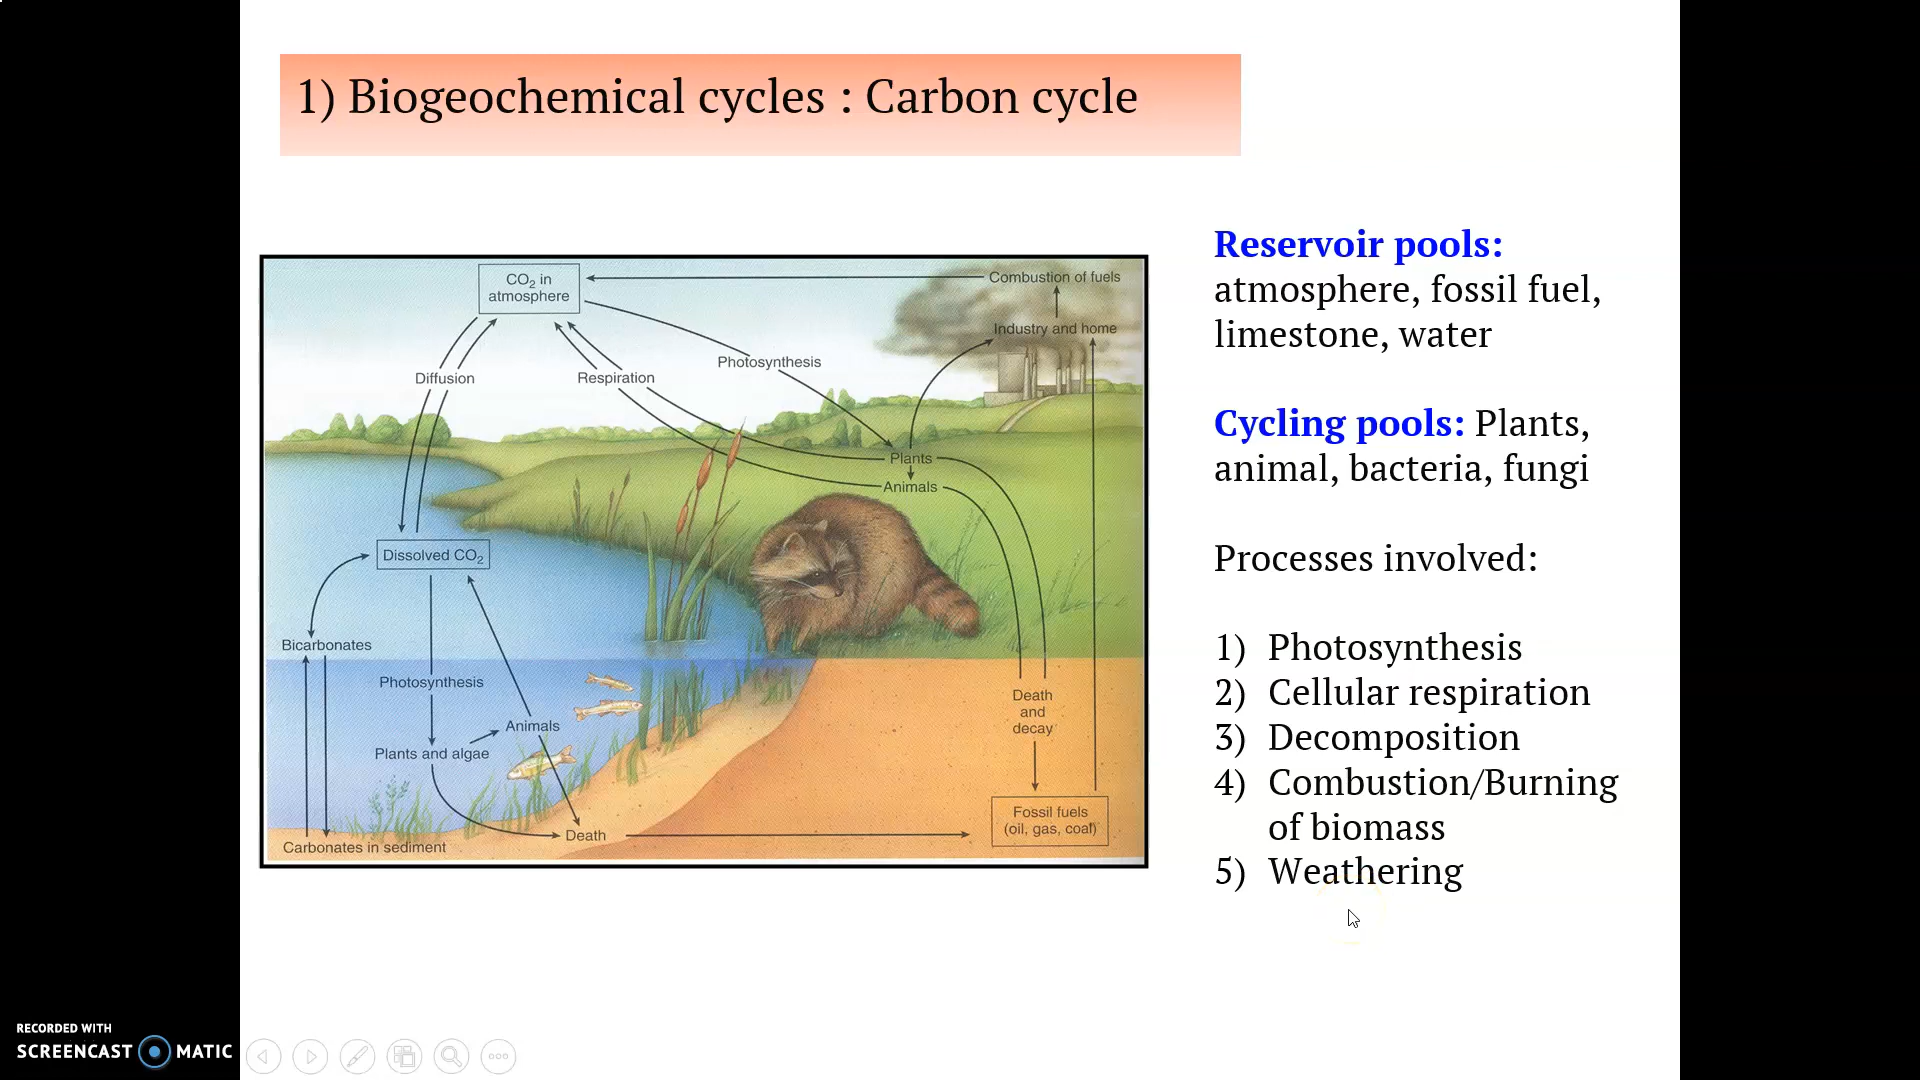 1) Biogeochemical cycles : Carbon cycle
CO2 in
atmosphere
Combustion of fuels
Industry and home
Photosynthesis
Diffusion
Respiration
Plants
Animals
Dissolved CO2
Bicarbonates
Photosynthesis
Animals
Plants and algae
Death
Carbonates in sediment
Death
and
decay
Fossil fuels
(oil, gas, coal)
Reservoir pools:
atmosphere, fossil fuel,
limestone, water
Cycling pools: Plants,
animal, bacteria, fungi
Processes involved:
1) Photosynthesis
2) Cellular respiration
3) Decomposition
4) Combustion/Burning
of biomass
5) Weathering
RECORDED WITH
SCREENCAST MATIC